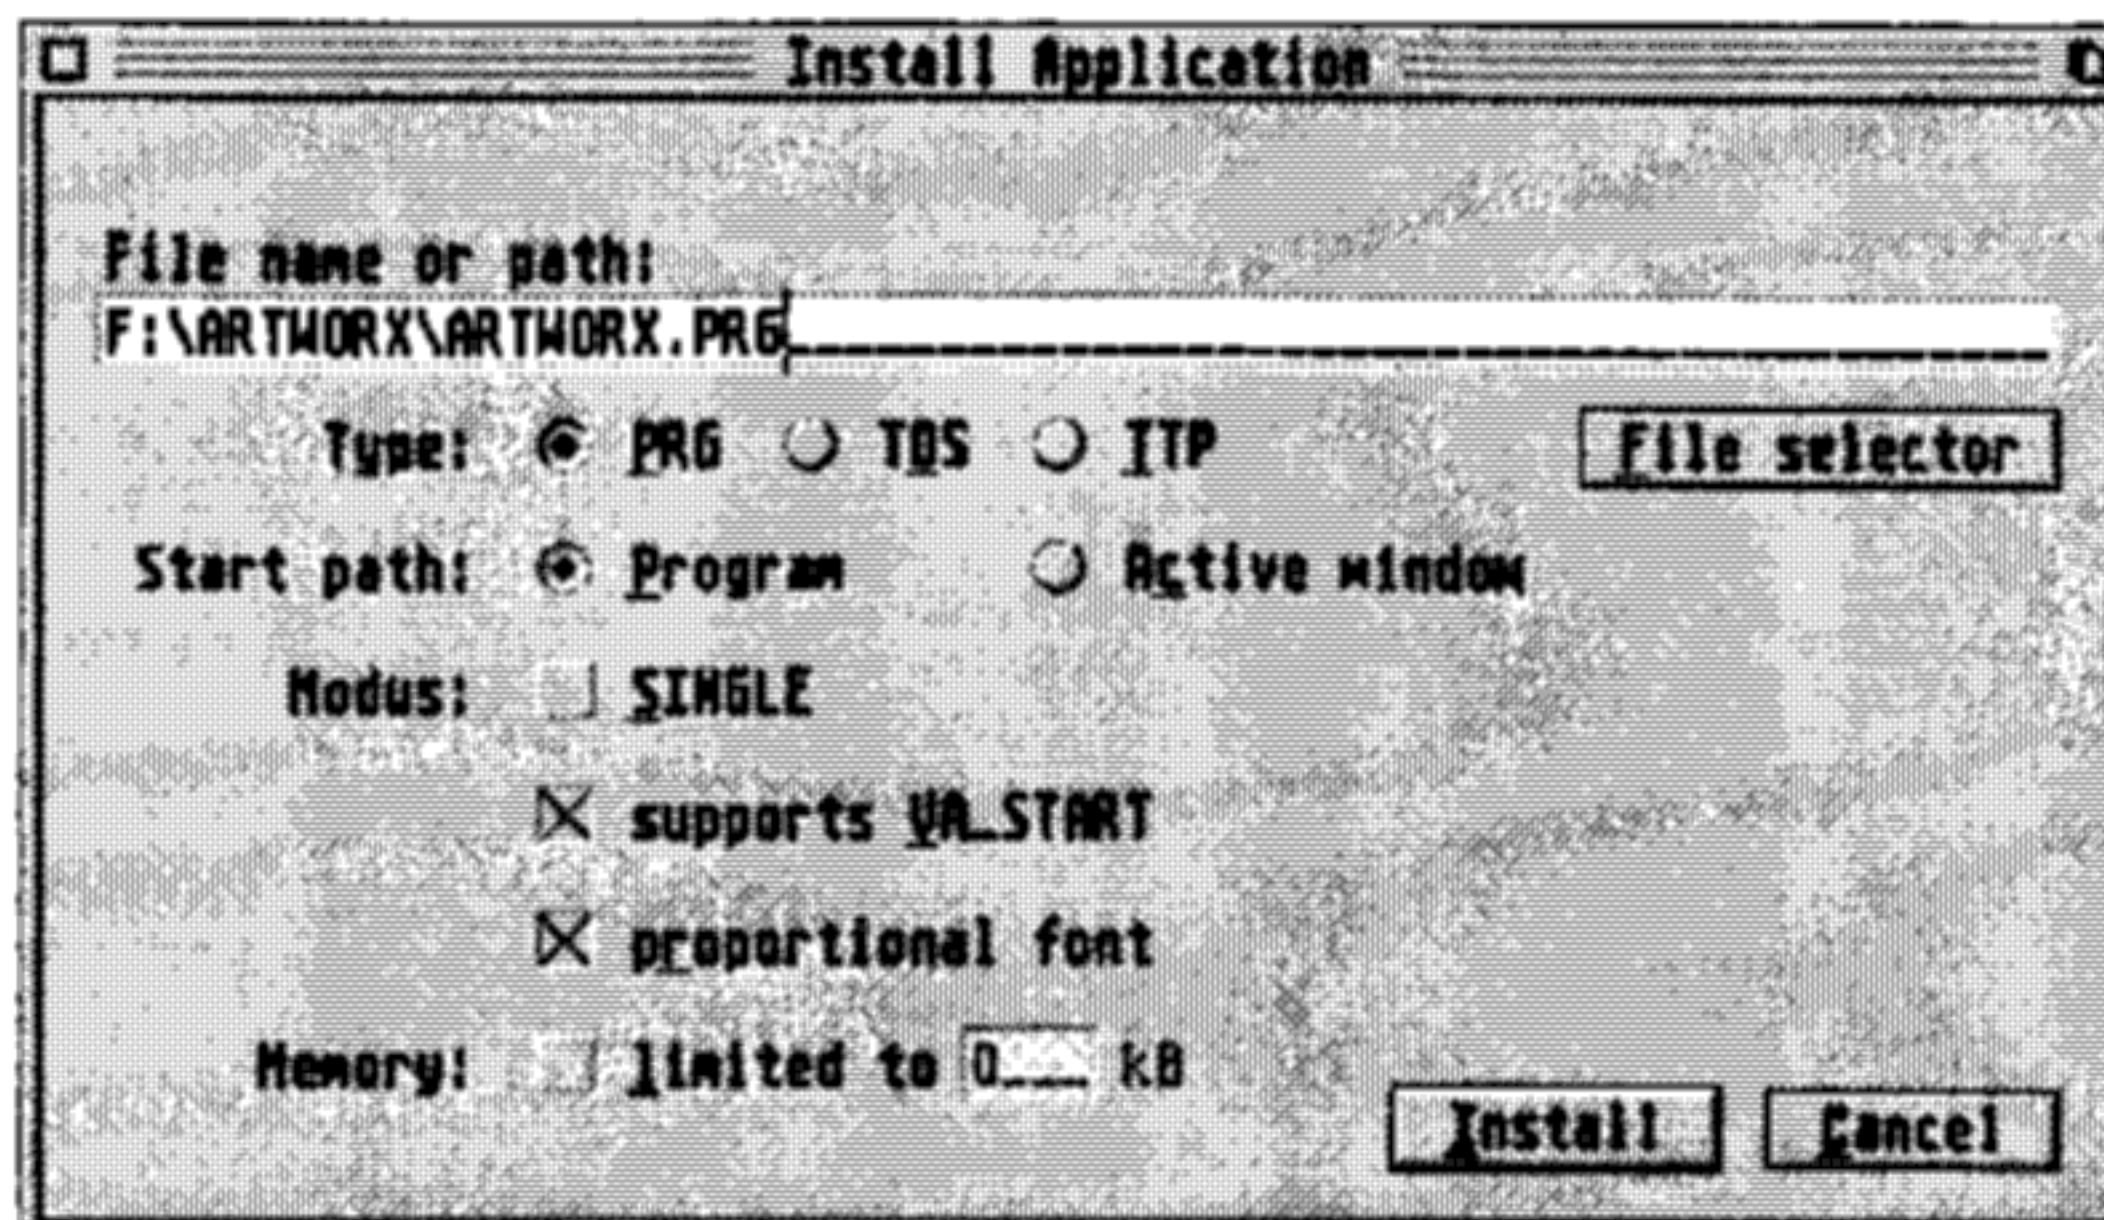 Install Application
File name or path:
F:\ARTWORX\ARTWORX.PRG
Type: PRG TOS TTP File selector
Start path: Program Active window
Modus: SINGLE
supports VA_START
proportional font
Memory: limited to 0___ kB
Install Cancel